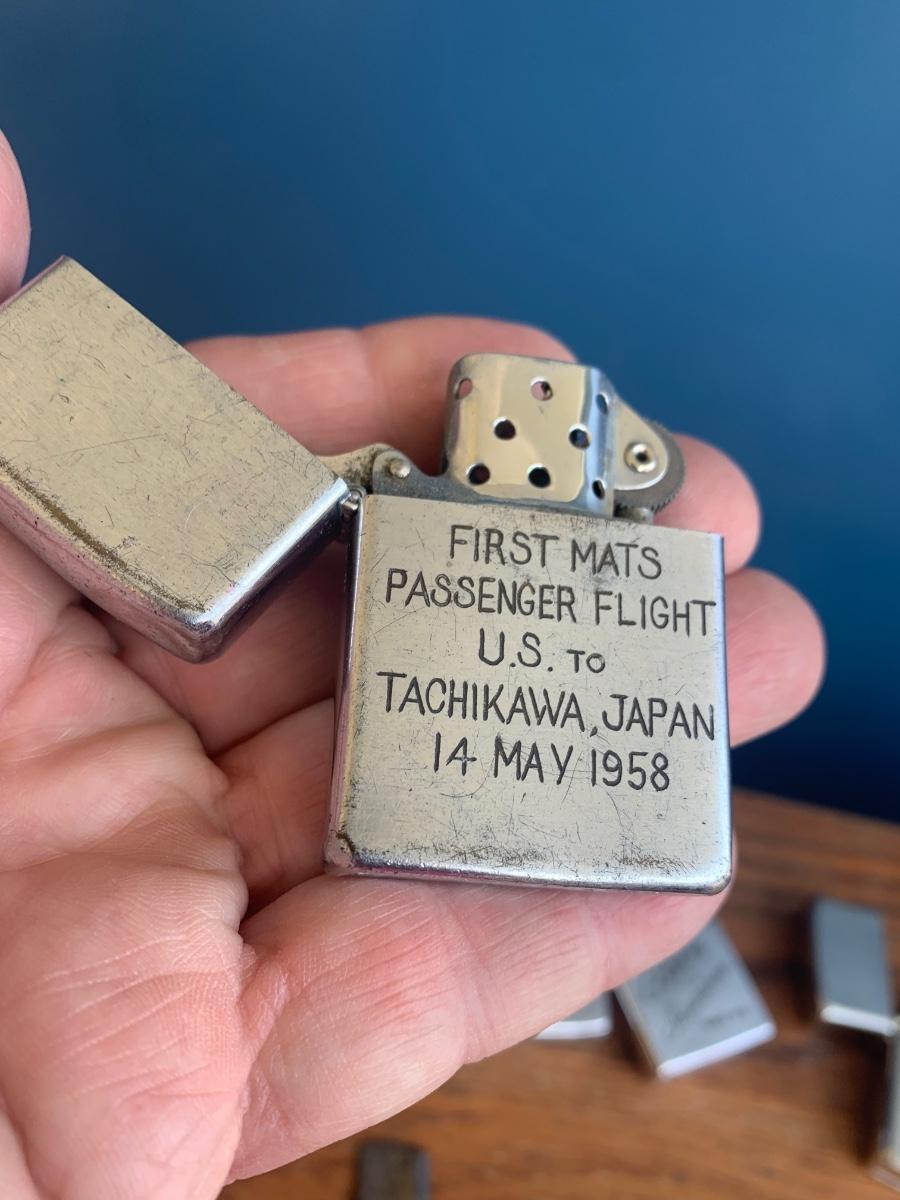 FIRST MATS
PASSENGER FLIGHT
U.S. TO
TACHIKAWA, JAPAN
14 MAY 1958